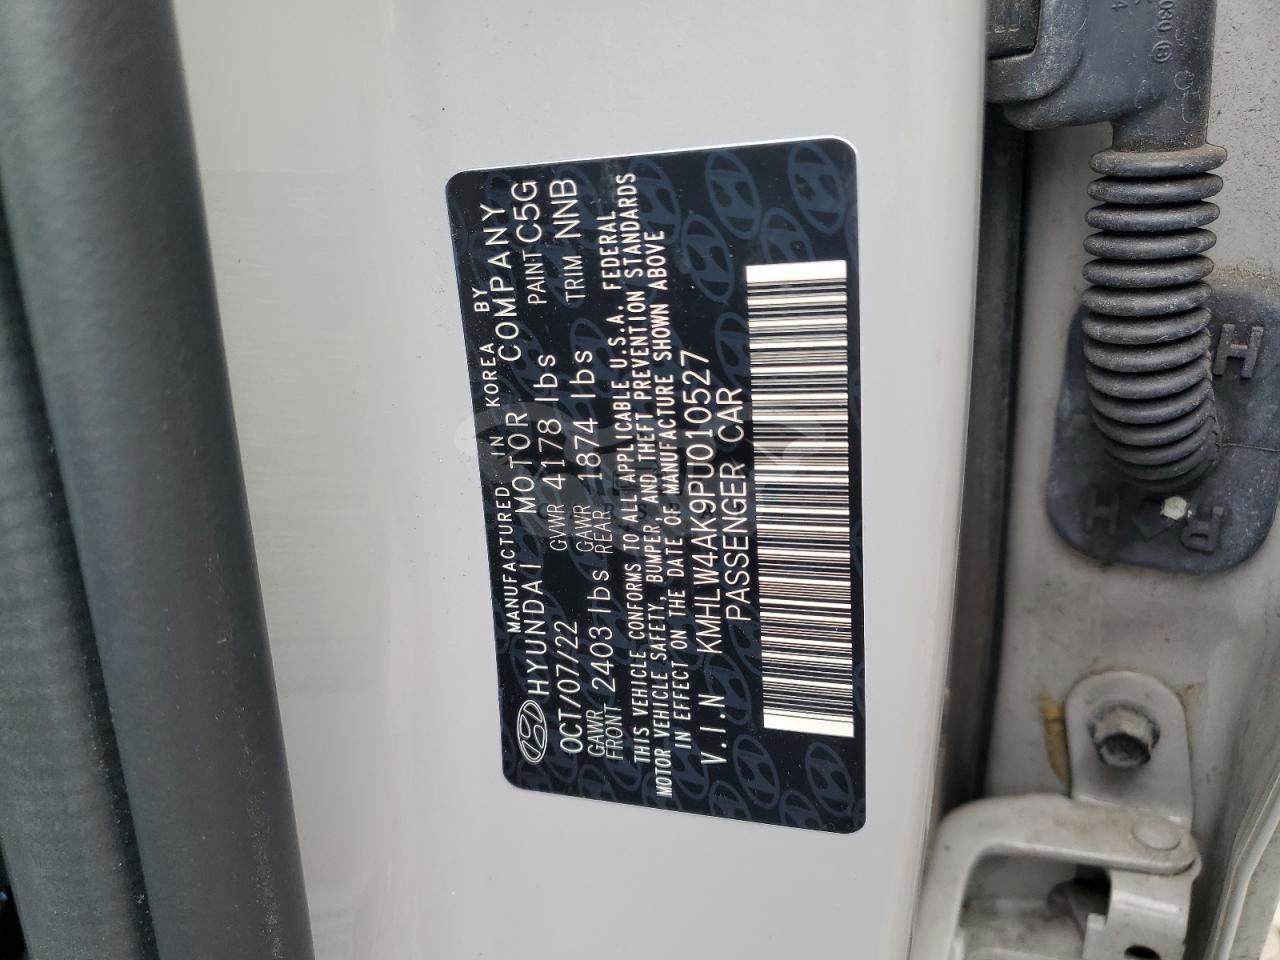 MANUFACTURED IN KOREA BY
HYUNDAI MOTOR COMPANY
OCT/07/22 GVWR 4178 lbs PAINT C5G
GAWR FRONT 2403 lbs GAWR REAR 1874 lbs TRIM NNB
THIS VEHICLE CONFORMS TO ALL APPLICABLE U.S.A. FEDERAL
MOTOR VEHICLE SAFETY, BUMPER, AND THEFT PREVENTION STANDARDS
IN EFFECT ON THE DATE OF MANUFACTURE SHOWN ABOVE
V.I.N KMHLW4AK9PU010527
PASSENGER CAR
H
R
H